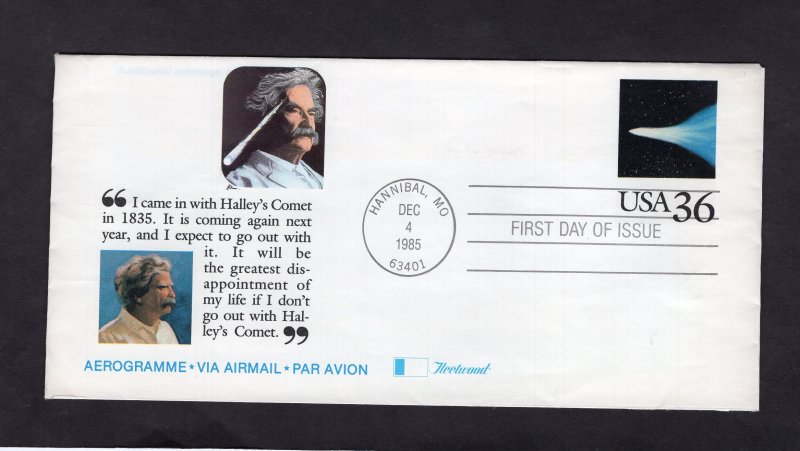 Additional message
“ I came in with Halley's Comet
in 1835. It is coming again next
year, and I expect to go out with
it. It will be
the greatest dis-
appointment of
my life if I don't
go out with Hal-
ley's Comet. ”
HANNIBAL, MO
DEC
4
1985
63401
USA 36
FIRST DAY OF ISSUE
AEROGRAMME • VIA AIRMAIL • PAR AVION
Fleetwood